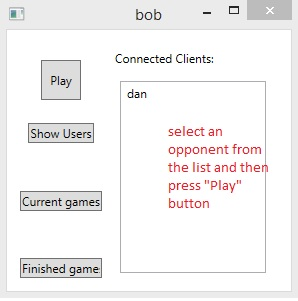 bob
Connected Clients:
Play
dan
Show Users
select an
opponent from
the list and then
press "Play"
button
Current games
Finished game